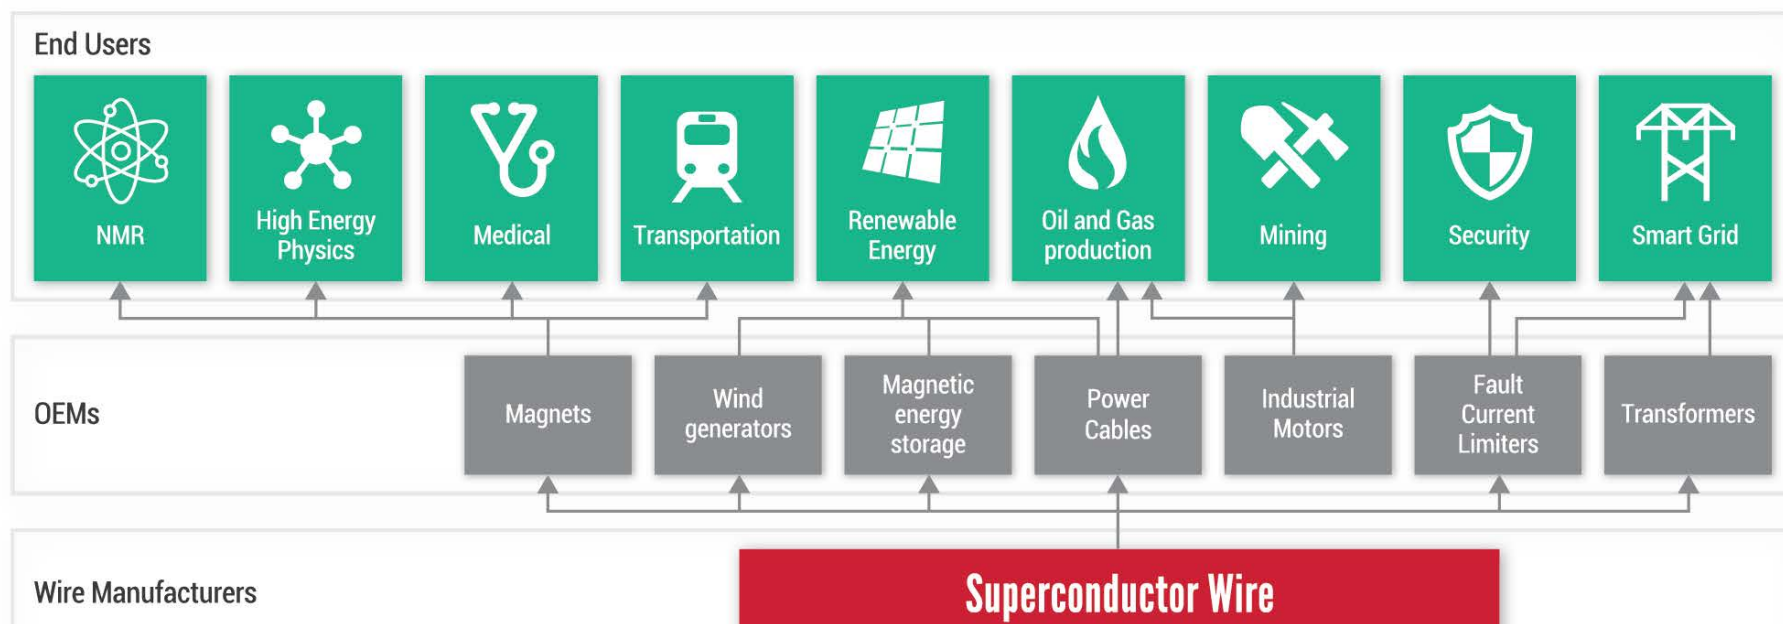 End Users
NMR
High Energy
Physics
Medical
Transportation
Renewable
Energy
Oil and Gas
production
Mining
Security
Smart Grid
OEMs
Magnets
Wind
generators
Magnetic
energy
storage
Power
Cables
Industrial
Motors
Fault
Current
Limiters
Transformers
Wire Manufacturers
Superconductor Wire